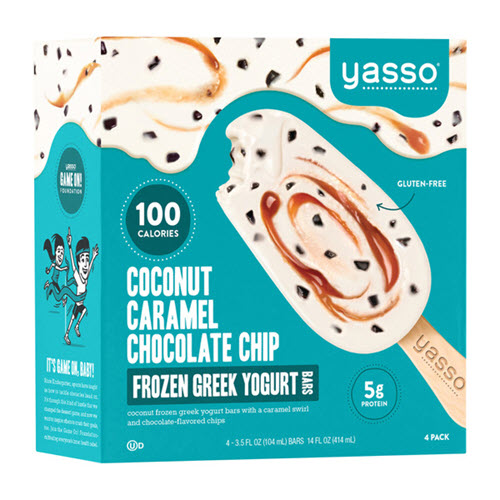 yasso
GLUTEN-FREE
100
CALORIES
COCONUT
CARAMEL
CHOCOLATE CHIP
FROZEN GREEK YOGURT BARS
coconut frozen greek yogurt bars with a caramel swirl
and chocolate-flavored chips
5g
PROTEIN
yasso
UD
4 - 3.5 FL OZ (104 mL) BARS 14 FL OZ (414 mL)
4 PACK
yasso
GAME ON!
FOUNDATION
IT'S GAME ON, BABY!